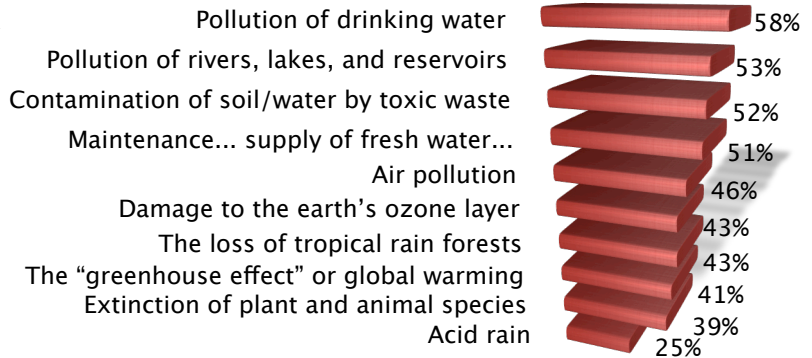 Pollution of drinking water 58%
Pollution of rivers, lakes, and reservoirs 53%
Contamination of soil/water by toxic waste 52%
Maintenance... supply of fresh water... 51%
Air pollution 46%
Damage to the earth's ozone layer 43%
The loss of tropical rain forests 43%
The “greenhouse effect” or global warming 41%
Extinction of plant and animal species 39%
Acid rain 25%